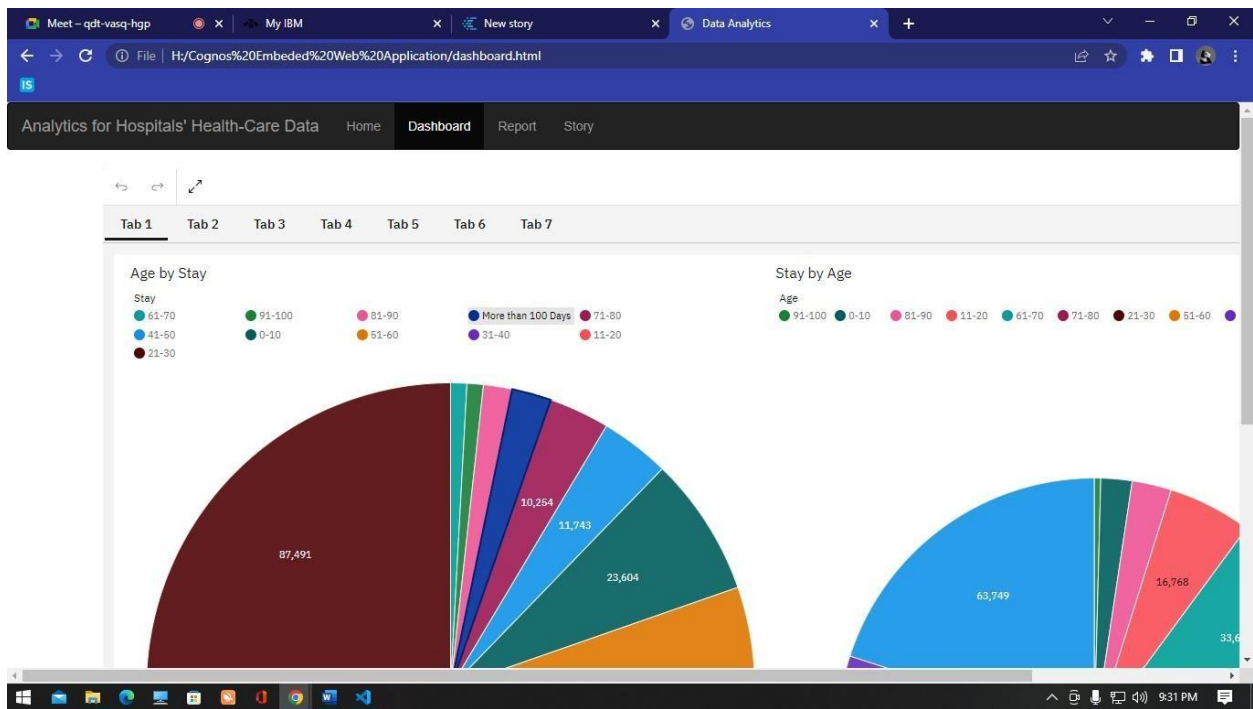 Meet – qdt-vasq-hgp
My IBM
New story
Data Analytics
File | H:/Cognos%20Embeded%20Web%20Application/dashboard.html
IS
Analytics for Hospitals' Health-Care Data Home Dashboard Report Story
Tab 1 Tab 2 Tab 3 Tab 4 Tab 5 Tab 6 Tab 7
Age by Stay
Stay
61-70 91-100 81-90 More than 100 Days 71-80
41-50 0-10 51-60 31-40 11-20
21-30
87,491
10,254
11,743
23,604
Stay by Age
Age
91-100 0-10 81-90 11-20 61-70 71-80 21-30 51-60
63,749
16,768
33,6
9:31 PM